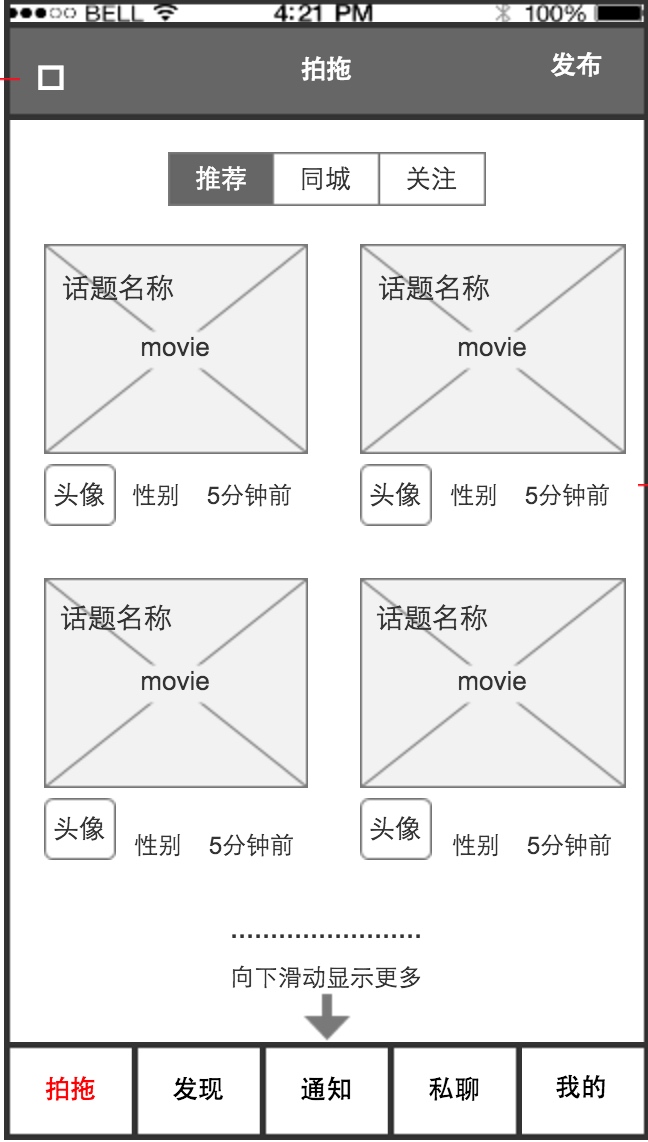 BELL 4:21 PM 100%
拍拖 发布
推荐 同城 关注
话题名称 话题名称
movie movie
头像 性别 5分钟前 头像 性别 5分钟前
话题名称 话题名称
movie movie
头像 性别 5分钟前 头像 性别 5分钟前
........................
向下滑动显示更多
拍拖 发现 通知 私聊 我的